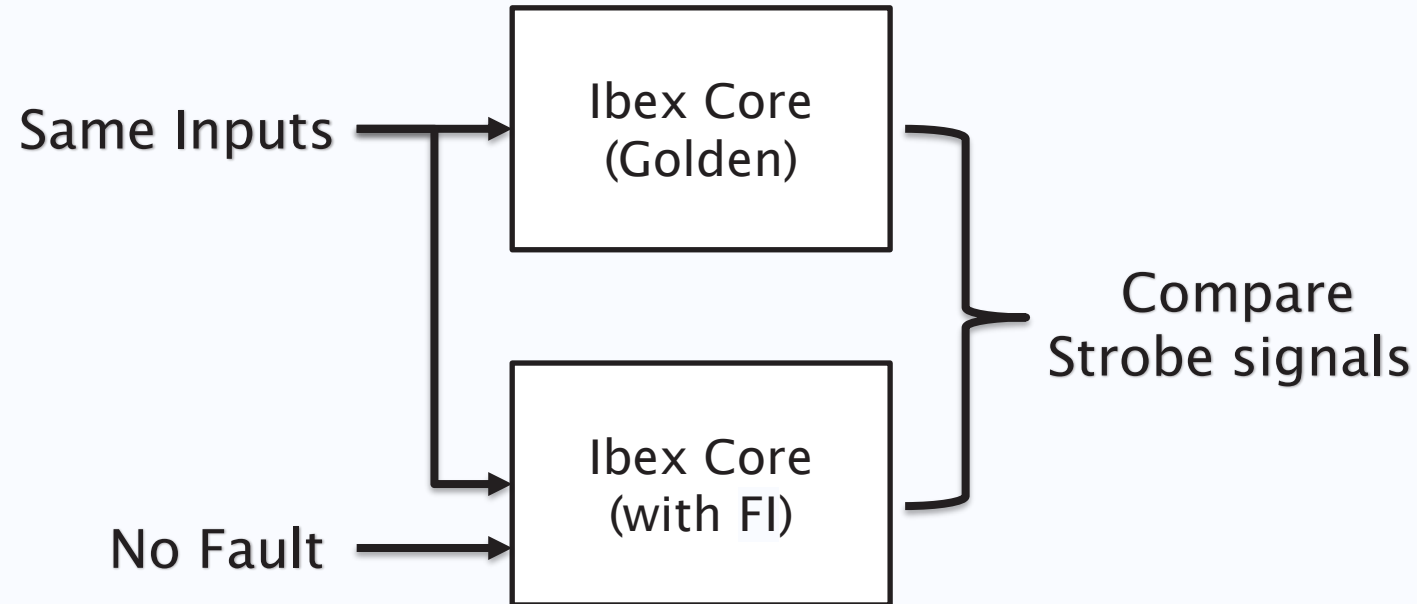 Same Inputs
Ibex Core
(Golden)
Compare
Strobe signals
Ibex Core
(with FI)
No Fault